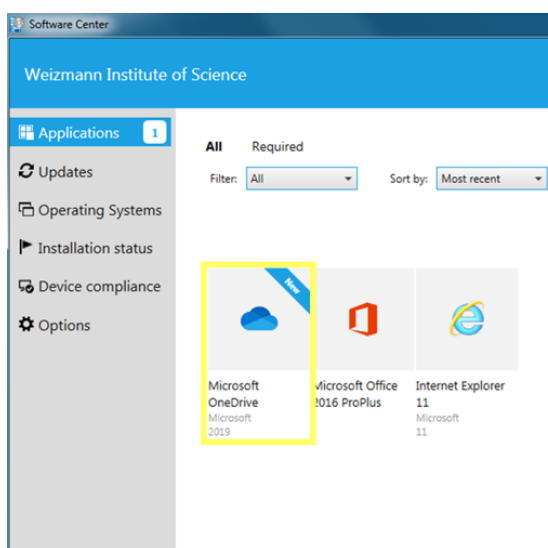 Software Center
Weizmann Institute of Science
Applications 1
Updates
Operating Systems
Installation status
Device compliance
Options
All Required
Filter: All Sort by: Most recent
New
Microsoft
OneDrive
Microsoft
2019
Microsoft Office
2016 ProPlus
Internet Explorer
11
Microsoft
11